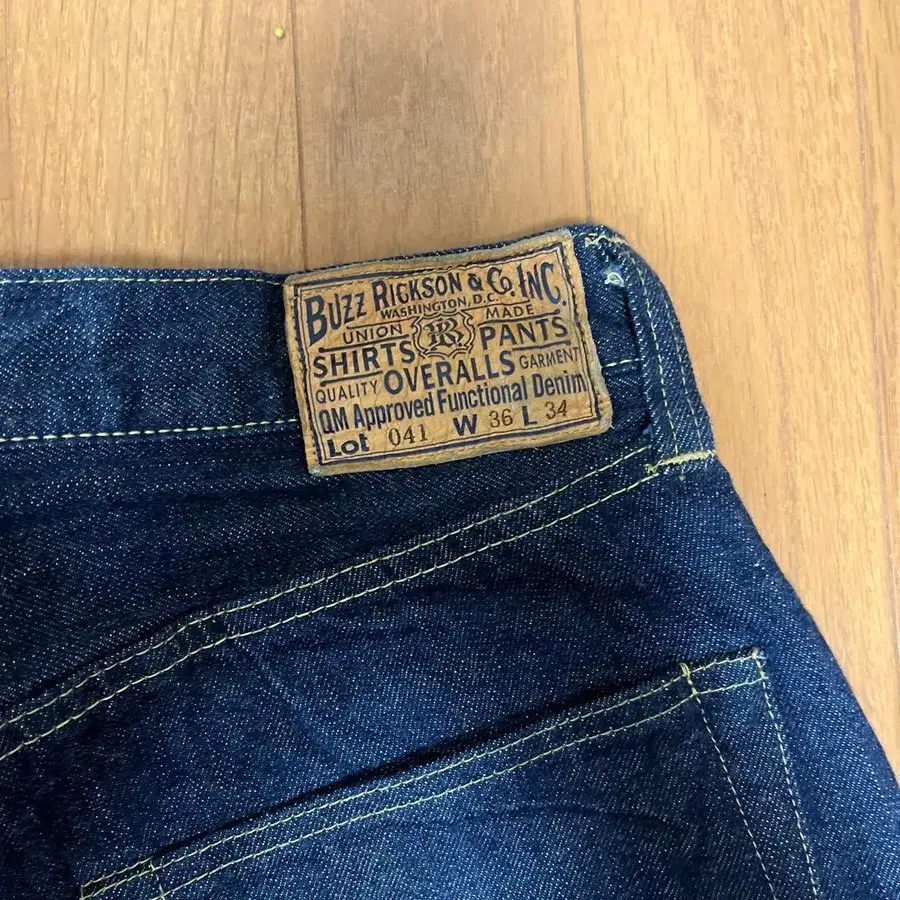 BUZZ RICKSON & CO. INC.
WASHINGTON, D.C.
UNION BR MADE
SHIRTS PANTS
QUALITY OVERALLS GARMENT
QM Approved Functional Denim
Lot 041 W 36 L 34